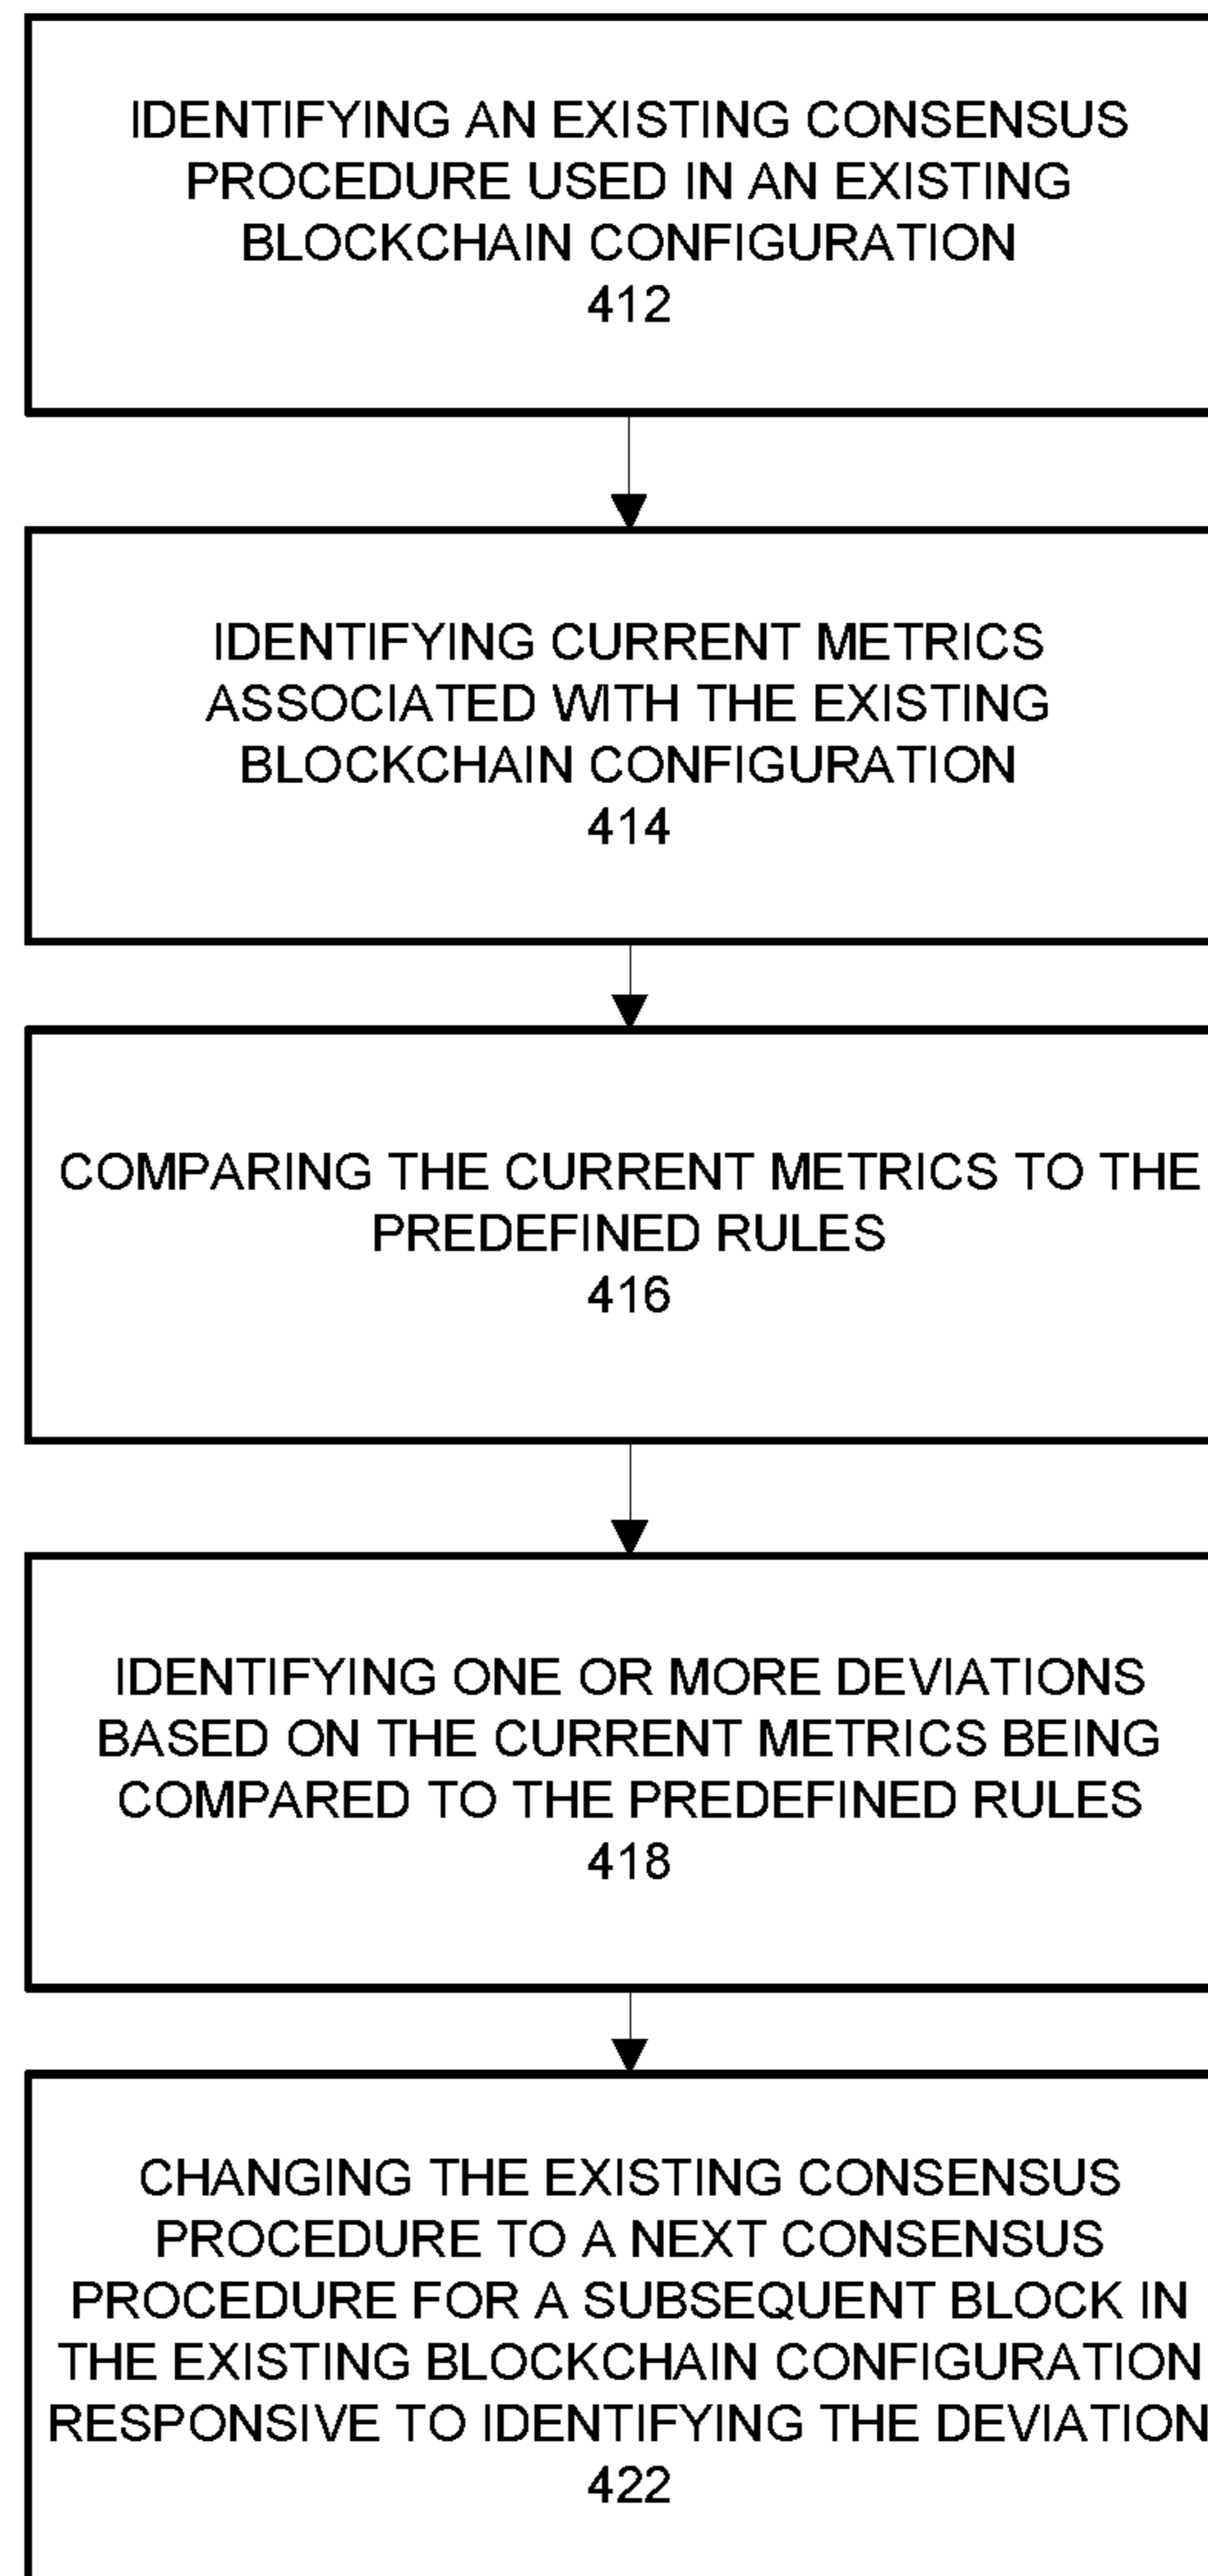 IDENTIFYING AN EXISTING CONSENSUS
PROCEDURE USED IN AN EXISTING
BLOCKCHAIN CONFIGURATION
412
IDENTIFYING CURRENT METRICS
ASSOCIATED WITH THE EXISTING
BLOCKCHAIN CONFIGURATION
414
COMPARING THE CURRENT METRICS TO THE
PREDEFINED RULES
416
IDENTIFYING ONE OR MORE DEVIATIONS
BASED ON THE CURRENT METRICS BEING
COMPARED TO THE PREDEFINED RULES
418
CHANGING THE EXISTING CONSENSUS
PROCEDURE TO A NEXT CONSENSUS
PROCEDURE FOR A SUBSEQUENT BLOCK IN
THE EXISTING BLOCKCHAIN CONFIGURATION
RESPONSIVE TO IDENTIFYING THE DEVIATION
422